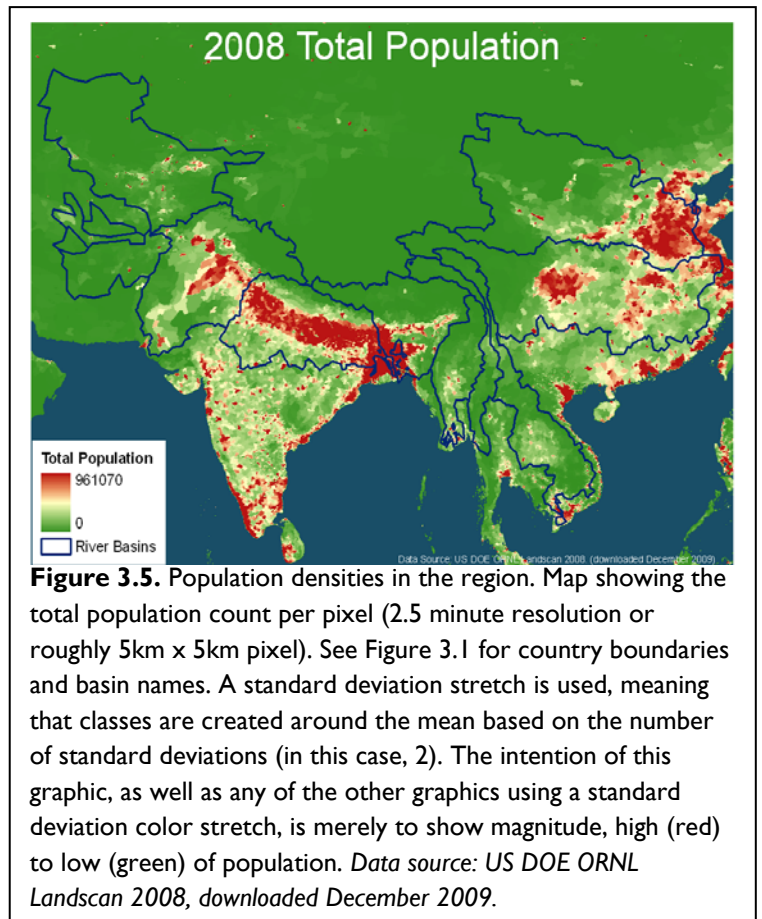 2008 Total Population
Total Population
961070
0
River Basins
Data Source: US DOE ORNL Landscan 2008. (downloaded December 2009)
Figure 3.5. Population densities in the region. Map showing the
total population count per pixel (2.5 minute resolution or
roughly 5km x 5km pixel). See Figure 3.1 for country boundaries
and basin names. A standard deviation stretch is used, meaning
that classes are created around the mean based on the number
of standard deviations (in this case, 2). The intention of this
graphic, as well as any of the other graphics using a standard
deviation color stretch, is merely to show magnitude, high (red)
to low (green) of population. Data source: US DOE ORNL
Landscan 2008, downloaded December 2009.